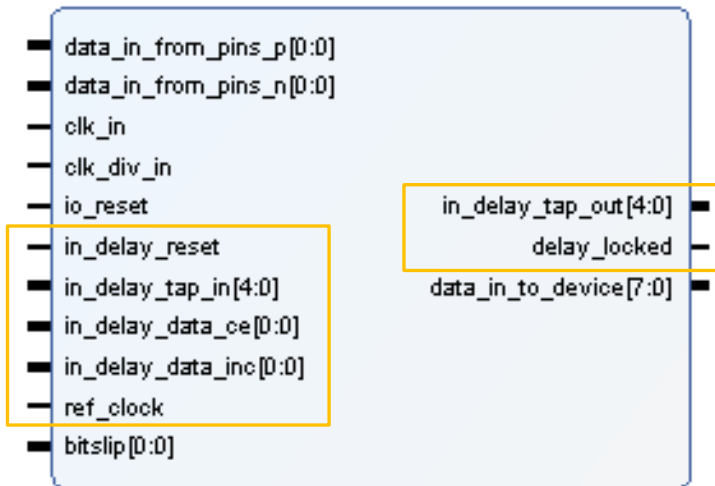 data_in_from_pins_p[0:0]
data_in_from_pins_n[0:0]
clk_in
clk_div_in
io_reset
in_delay_reset
in_delay_tap_in[4:0]
in_delay_data_ce[0:0]
in_delay_data_inc[0:0]
ref_clock
bitslip[0:0]
in_delay_tap_out[4:0]
delay_locked
data_in_to_device[7:0]